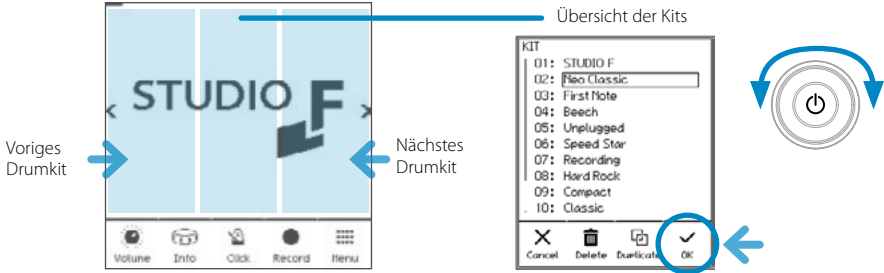 Übersicht der Kits
STUDIO F
Voriges
Drumkit
Nächstes
Drumkit
Volume
Info
Click
Record
Menu
KIT
01: STUDIO F
02: Neo Classic
03: First Note
04: Beech
05: Unplugged
06: Speed Star
07: Recording
08: Hard Rock
09: Compact
10: Classic
Cancel
Delete
Duplicate
OK